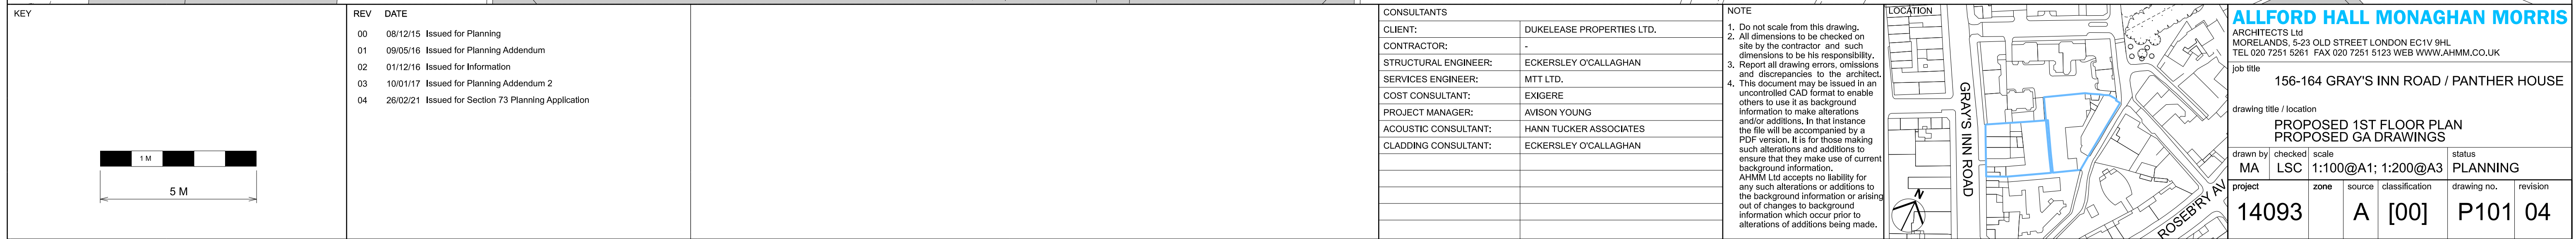 KEY
1 M
5 M
REV DATE
00 08/12/15 Issued for Planning
01 09/05/16 Issued for Planning Addendum
02 01/12/16 Issued for Information
03 10/01/17 Issued for Planning Addendum 2
04 26/02/21 Issued for Section 73 Planning Application
CONSULTANTS
CLIENT: DUKELEASE PROPERTIES LTD.
CONTRACTOR: -
STRUCTURAL ENGINEER: ECKERSLEY O'CALLAGHAN
SERVICES ENGINEER: MTT LTD.
COST CONSULTANT: EXIGERE
PROJECT MANAGER: AVISON YOUNG
ACOUSTIC CONSULTANT: HANN TUCKER ASSOCIATES
CLADDING CONSULTANT: ECKERSLEY O'CALLAGHAN
NOTE
1. Do not scale from this drawing.
2. All dimensions to be checked on
site by the contractor and such
dimensions to be his responsibility.
3. Report all drawing errors, omissions
and discrepancies to the architect.
4. This document may be issued in an
uncontrolled CAD format to enable
others to use it as background
information to make alterations
and/or additions. In that instance
the file will be accompanied by a
PDF version. It is for those making
such alterations and additions to
ensure that they make use of current
background information.
AHMM Ltd accepts no liability for
any such alterations or additions to
the background information or arising
out of changes to background
information which occur prior to
alterations of additions being made.
LOCATION
GRAY'S INN ROAD
ROSEB'RY AV
N
ALLFORD HALL MONAGHAN MORRIS
ARCHITECTS Ltd
MORELANDS, 5-23 OLD STREET LONDON EC1V 9HL
TEL 020 7251 5261 FAX 020 7251 5123 WEB WWW.AHMM.CO.UK
job title
156-164 GRAY'S INN ROAD / PANTHER HOUSE
drawing title / location
PROPOSED 1ST FLOOR PLAN
PROPOSED GA DRAWINGS
drawn by checked scale status
MA LSC 1:100@A1; 1:200@A3 PLANNING
project zone source classification drawing no. revision
14093 A [00] P101 04